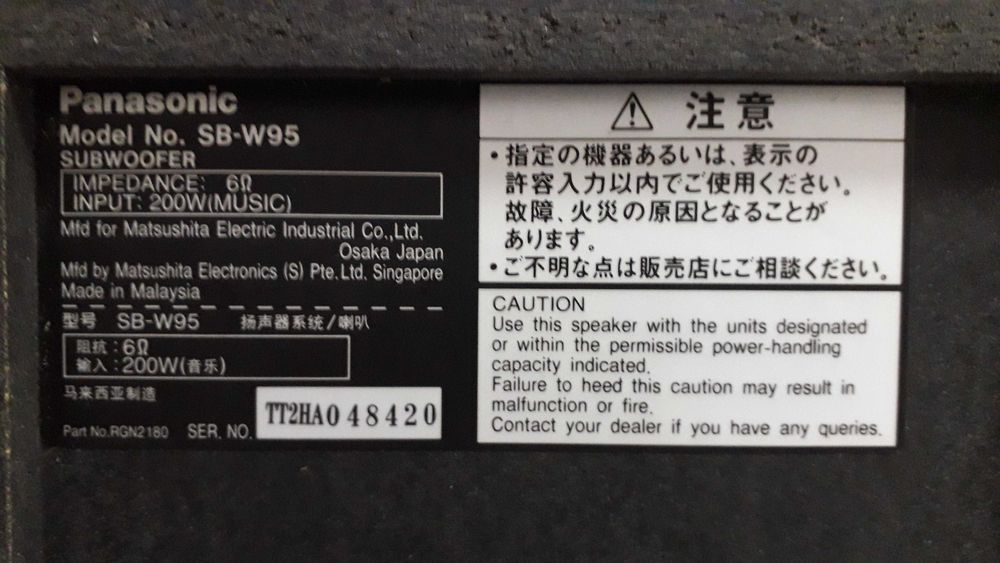 Panasonic
Model No. SB-W95
SUBWOOFER
IMPEDANCE: 6Ω
INPUT: 200W(MUSIC)
Mfd for Matsushita Electric Industrial Co.,Ltd.
Osaka Japan
Mfd by Matsushita Electronics (S) Pte.Ltd. Singapore
Made in Malaysia
型号 SB-W95 扬声器系统/喇叭
阻抗:6Ω
输入:200W(音乐)
马来西亚制造
Part No.RGN2180 SER. NO. TT2HA048420
⚠ 注意
・指定の機器あるいは、表示の
許容入力以内でご使用ください。
故障、火災の原因となることが
あります。
・ご不明な点は販売店にご相談ください。
CAUTION
Use this speaker with the units designated
or within the permissible power-handling
capacity indicated.
Failure to heed this caution may result in
malfunction or fire.
Contact your dealer if you have any queries.